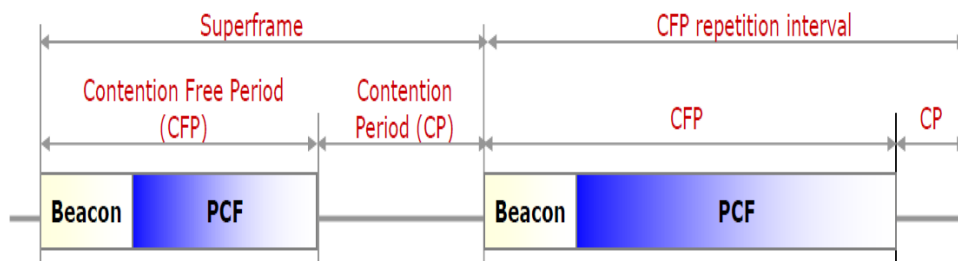 Superframe
CFP repetition interval
Contention Free Period
(CFP)
Contention
Period (CP)
CFP
CP
Beacon
PCF
Beacon
PCF